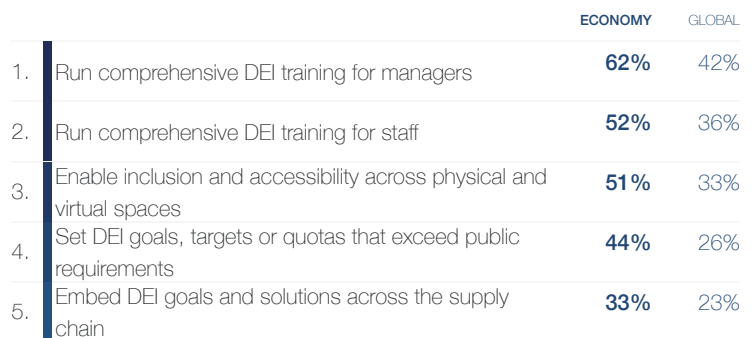 ECONOMY GLOBAL
1. Run comprehensive DEI training for managers 62% 42%
2. Run comprehensive DEI training for staff 52% 36%
3. Enable inclusion and accessibility across physical and virtual spaces 51% 33%
4. Set DEI goals, targets or quotas that exceed public requirements 44% 26%
5. Embed DEI goals and solutions across the supply chain 33% 23%